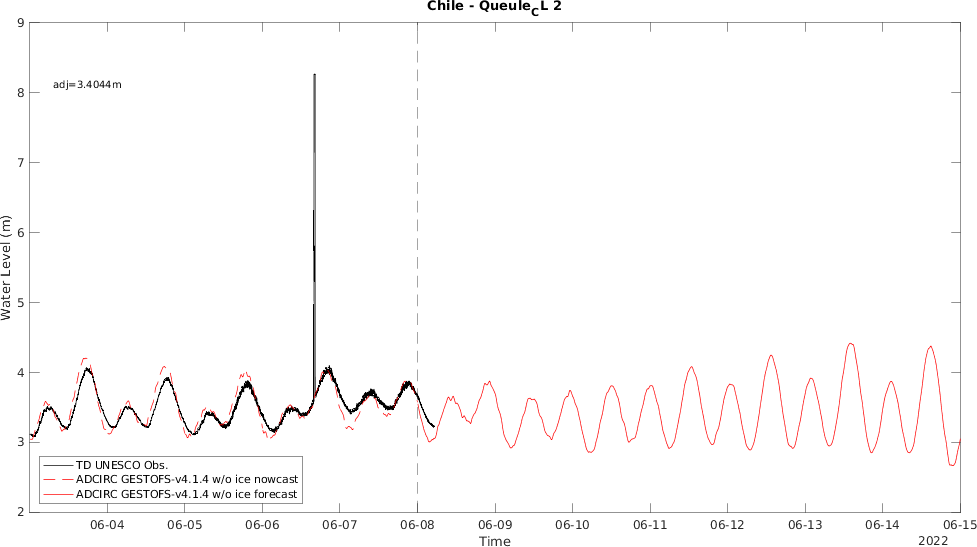 Chile - Queule_CL 2
9
adj=3.4044m
8
7
6
5
4
3
2
Water Level (m)
TD UNESCO Obs.
ADCIRC GESTOFS-v4.1.4 w/o ice nowcast
ADCIRC GESTOFS-v4.1.4 w/o ice forecast
06-04 06-05 06-06 06-07 06-08 06-09 06-10 06-11 06-12 06-13 06-14 06-15
Time
2022